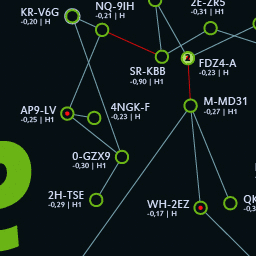 KR-V6G
-0,20 | H
NQ-9IH
-0,21 | H
2E-ZR5
-0,31 | H1
SR-KBB
-0,90 | H1
2
FDZ4-A
-0,23 | H
AP9-LV
-0,25 | H1
4NGK-F
-0,23 | H
M-MD31
-0,27 | H1
0-GZX9
-0,30 | H1
2H-TSE
-0,29 | H1
WH-2EZ
-0,17 | H
QK